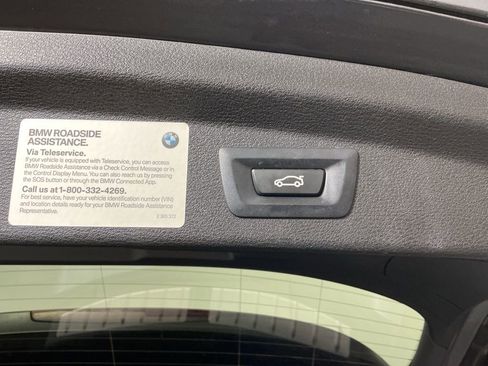 BMW ROADSIDE
ASSISTANCE.
Via Teleservice.
If your vehicle is equipped with Teleservice, you can access
BMW Roadside Assistance via a Check Control Message or in
the Control Display Menu. You can also reach us by pressing
the SOS button or through the BMW Connected App.
Call us at 1-800-332-4269.
For best service, have your vehicle identification number (VIN)
and location details ready for your BMW Roadside Assistance
Representative.